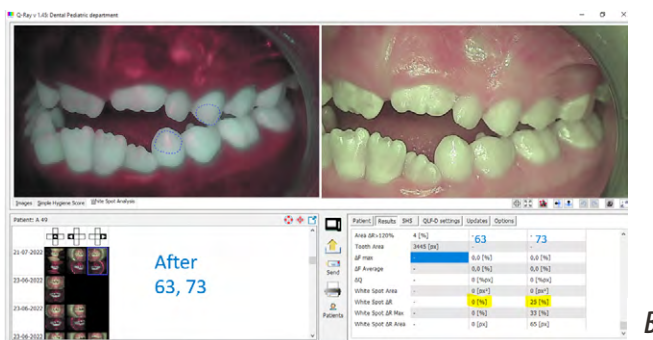 Q-Ray v 1.43: Dental Pediatric department
Images Simple Hygiene Score White Spot Analysis
Patient: A 49
21-07-2022
23-06-2022
23-06-2022
23-06-2022
After
63, 73
Send
Patients
Patient Results SHS QLF-D settings Updates Options
63 73
Area ΔR>120% 4 [%] - -
Tooth Area 3445 [px] - -
ΔF max - 0,0 [%] 0,0 [%]
ΔF Average - 0,0 [%] 0,0 [%]
ΔQ - 0 [%px] 0 [%px]
White Spot Area - 0 [px²] 0 [px²]
White Spot ΔR - 0 [%] 23 [%]
White Spot ΔR Max - 0 [%] 33 [%]
White Spot ΔR Area - 0 [px] 65 [px]
B